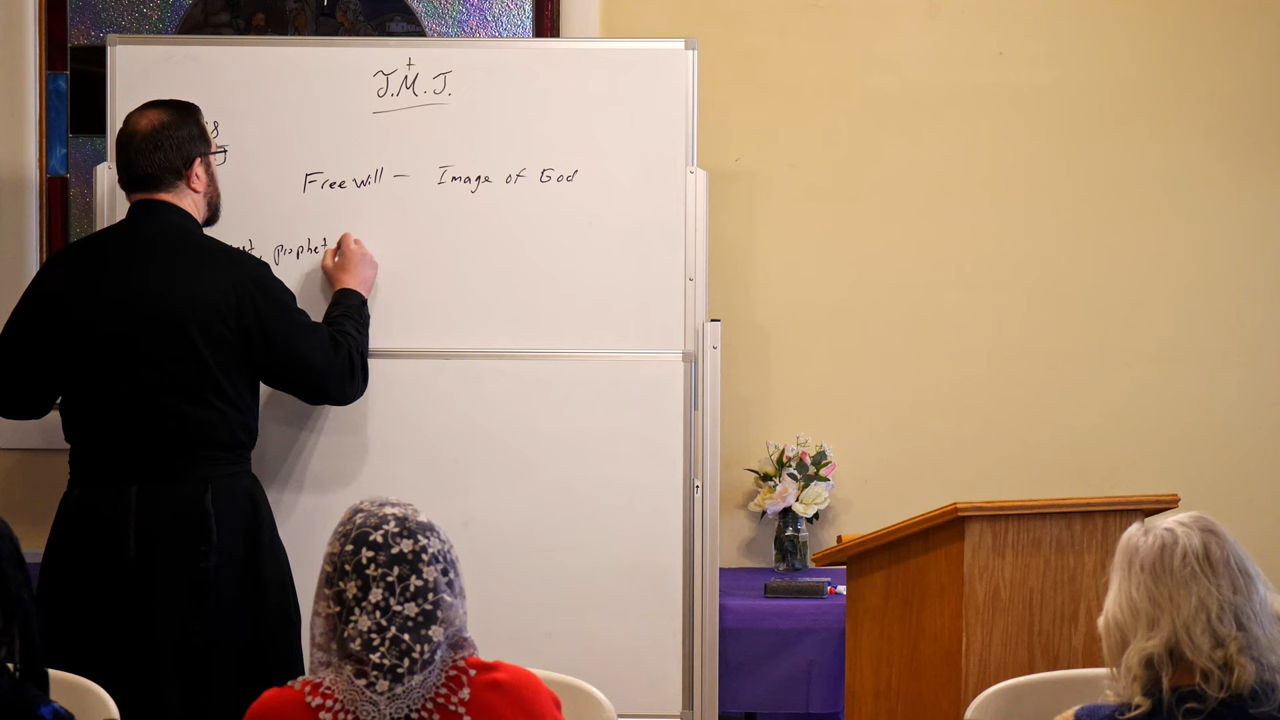 J.M.J.
Free will – Image of God
, prophet